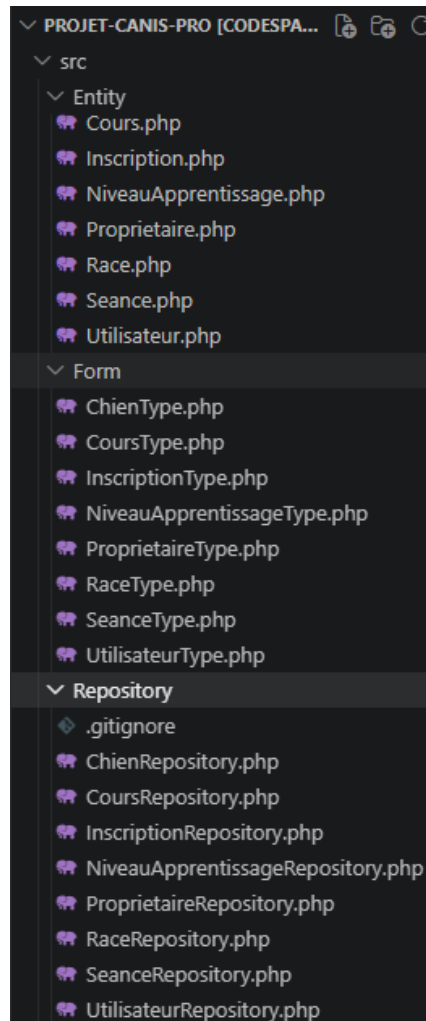 PROJET-CANIS-PRO [CODESPA...
src
Entity
Cours.php
Inscription.php
NiveauApprentissage.php
Proprietaire.php
Race.php
Seance.php
Utilisateur.php
Form
ChienType.php
CoursType.php
InscriptionType.php
NiveauApprentissageType.php
ProprietaireType.php
RaceType.php
SeanceType.php
UtilisateurType.php
Repository
.gitignore
ChienRepository.php
CoursRepository.php
InscriptionRepository.php
NiveauApprentissageRepository.php
ProprietaireRepository.php
RaceRepository.php
SeanceRepository.php
UtilisateurRepository.php